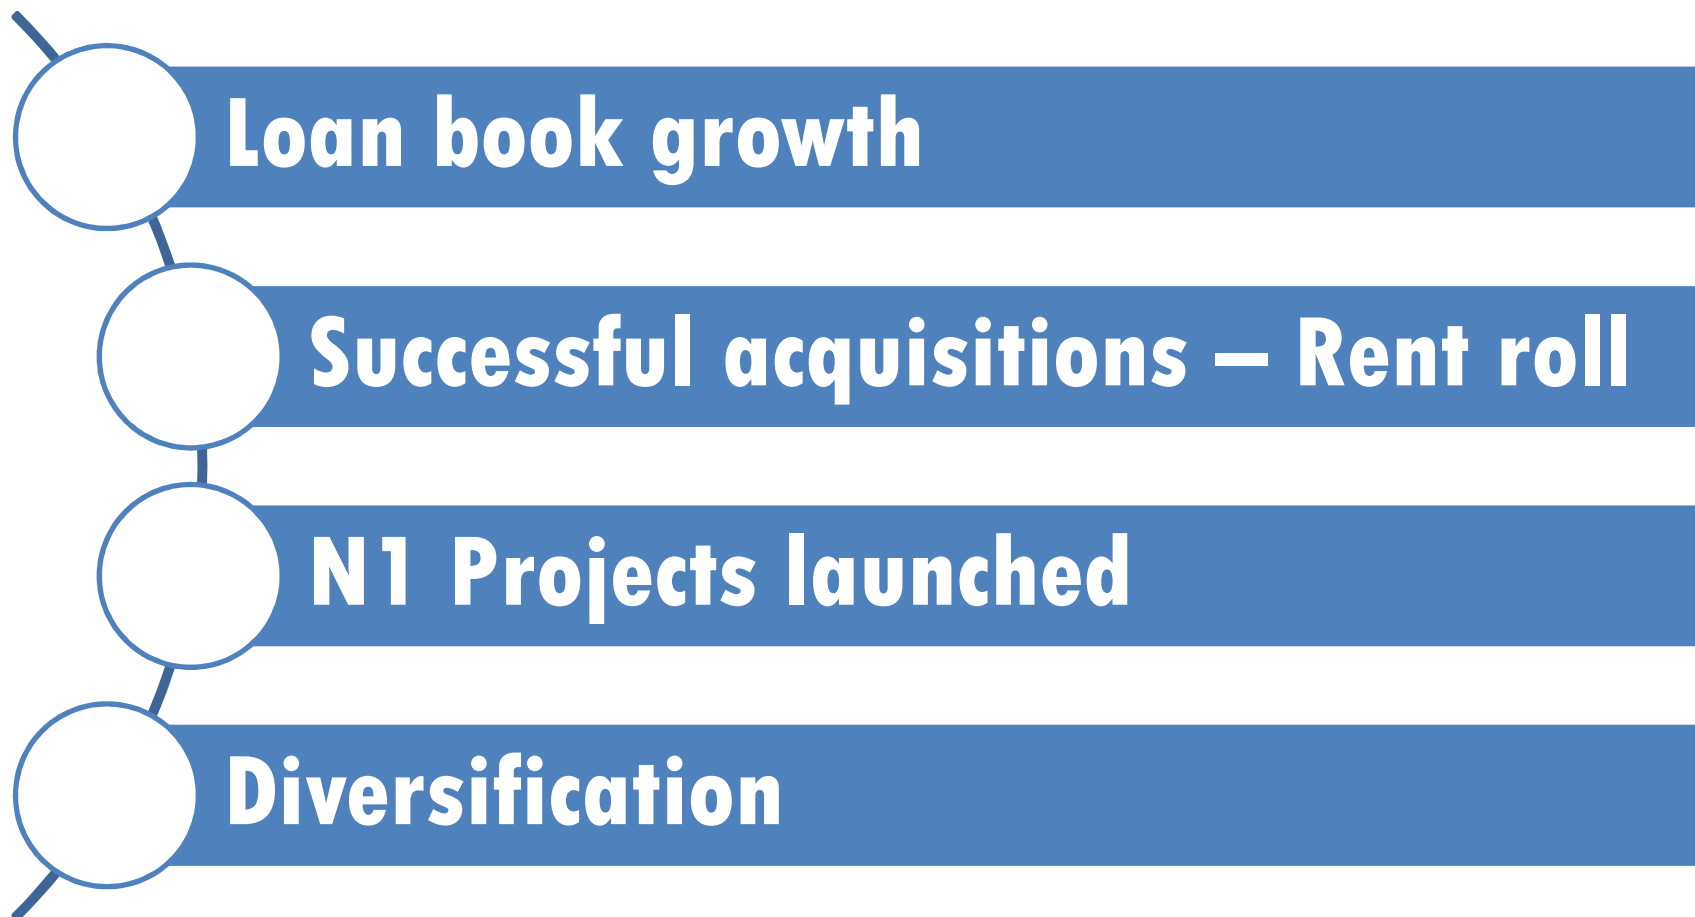 Loan book growth
Successful acquisitions – Rent roll
N1 Projects launched
Diversification